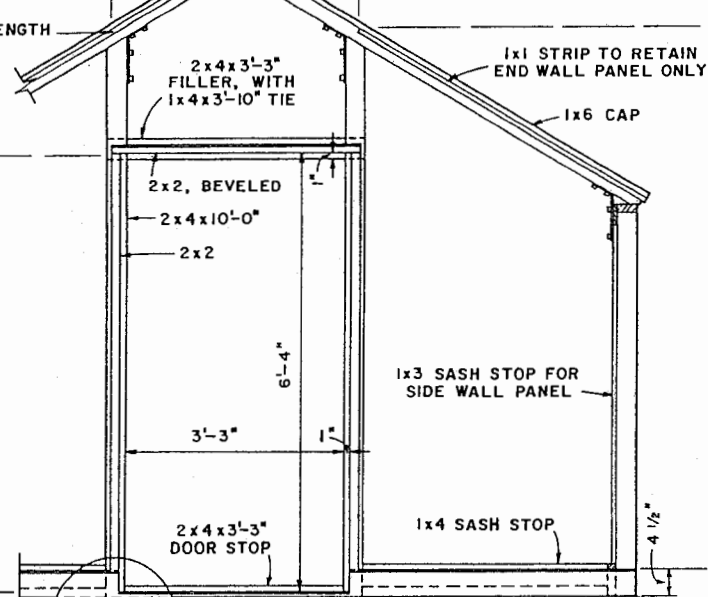 ENGTH
2x4x3'-3"
FILLER, WITH
1x4x3'-10" TIE
1x1 STRIP TO RETAIN
END WALL PANEL ONLY
1x6 CAP
2x2, BEVELED
1"
2x4x10'-0"
2x2
6'-4"
1x3 SASH STOP FOR
SIDE WALL PANEL
3'-3"
1"
2x4x3'-3"
DOOR STOP
1x4 SASH STOP
4 1/2"